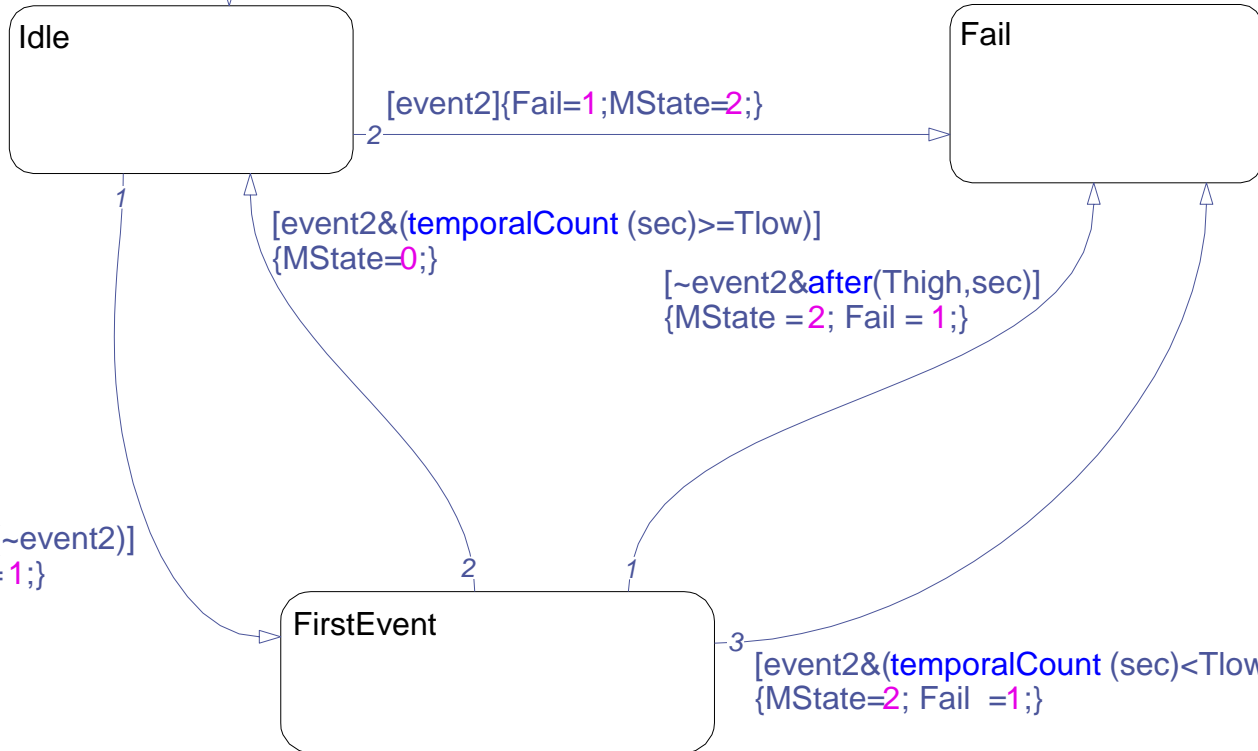 Idle
Fail
[event2]{Fail=1;MState=2;}
2
1
[event2&(temporalCount (sec)>=Tlow)]
{MState=0;}
[~event2&after(Thigh,sec)]
{MState = 2; Fail = 1;}
~event2)]
=1;}
2
1
FirstEvent
3
[event2&(temporalCount (sec)<Tlow
{MState=2; Fail =1;}